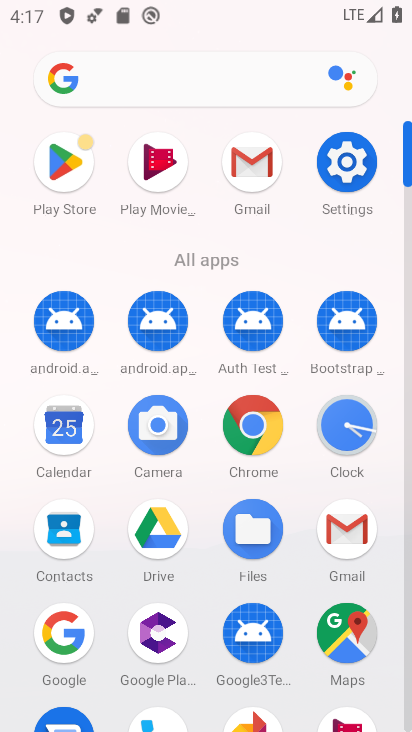 4:17 LTE
Play Store Play Movie... Gmail Settings
All apps
android.a... android.ap... Auth Test ... Bootstrap ...
25
Calendar Camera Chrome Clock
Contacts Drive Files Gmail
Google Google Pla... Google3Te... Maps